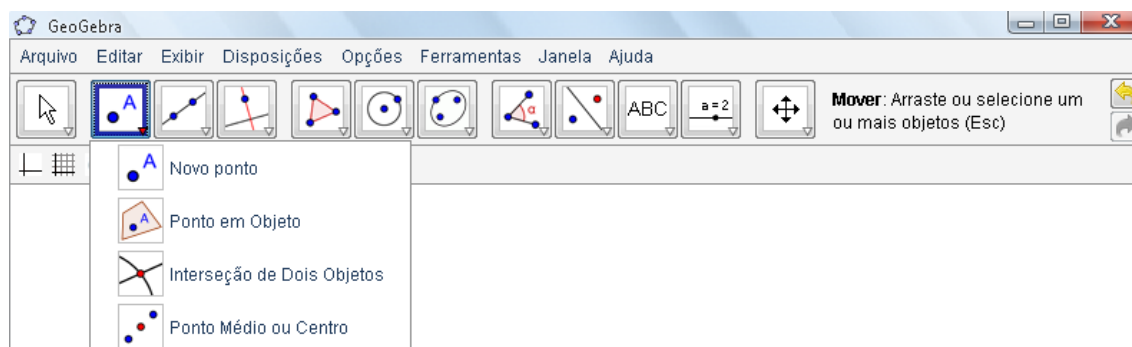 GeoGebra
Arquivo Editar Exibir Disposições Opções Ferramentas Janela Ajuda
A α ABC a=2 Mover: Arraste ou selecione um
ou mais objetos (Esc)
A Novo ponto
A Ponto em Objeto
Interseção de Dois Objetos
Ponto Médio ou Centro